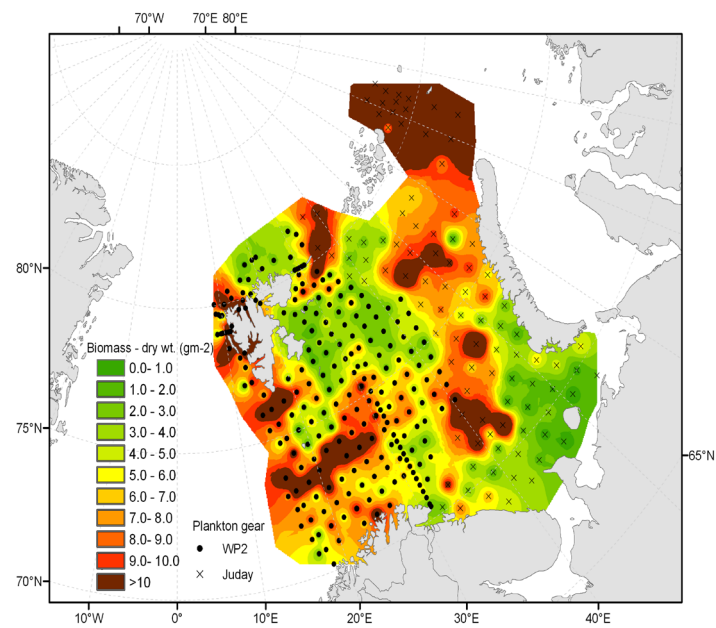 70°W 70°E 80°E
80°N
Biomass - dry wt. (gm-2)
0.0- 1.0
1.0 - 2.0
2.0 - 3.0
3.0 - 4.0
4.0 - 5.0
75°N
65°N
5.0 - 6.0
6.0 - 7.0
7.0- 8.0
8.0- 9.0
9.0- 10.0
>10
Plankton gear
WP2
Juday
70°N
10°W 0° 10°E 20°E 30°E 40°E